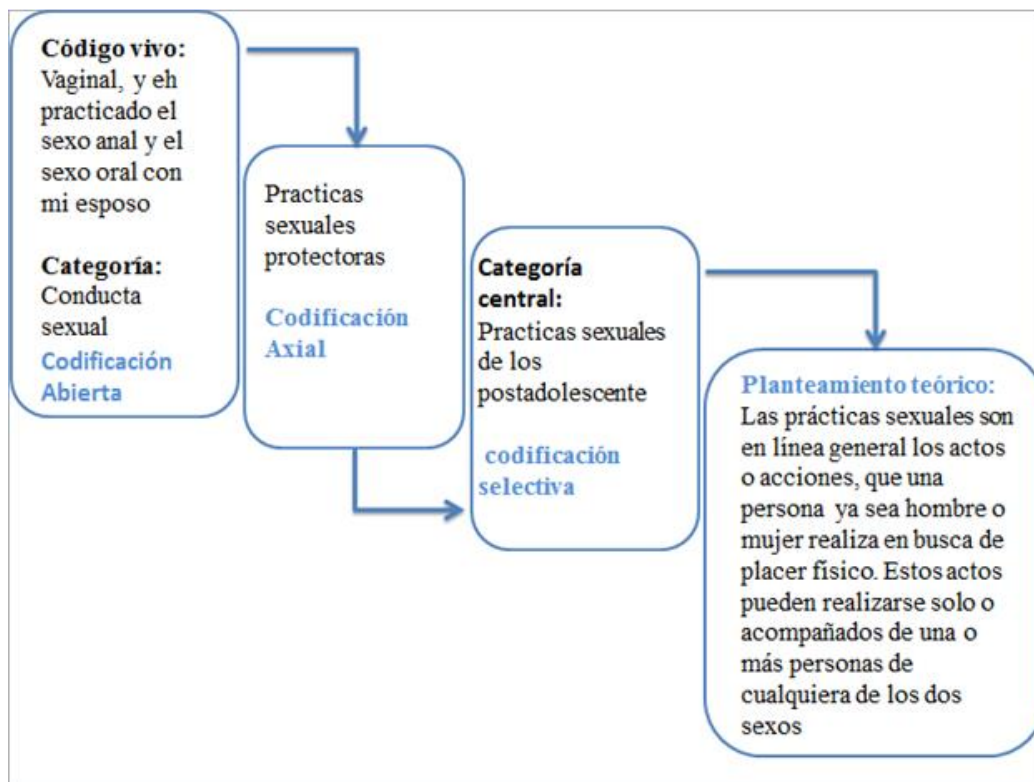 Código vivo:
Vaginal, y eh
practicado el
sexo anal y el
sexo oral con
mi esposo
Categoría:
Conducta
sexual
Codificación
Abierta
Practicas
sexuales
protectoras
Codificación
Axial
Categoría
central:
Practicas sexuales
de los
postadolescente
codificación
selectiva
Planteamiento teórico:
Las prácticas sexuales son
en línea general los actos
o acciones, que una
persona ya sea hombre o
mujer realiza en busca de
placer físico. Estos actos
pueden realizarse solo o
acompañados de una o
más personas de
cualquiera de los dos
sexos